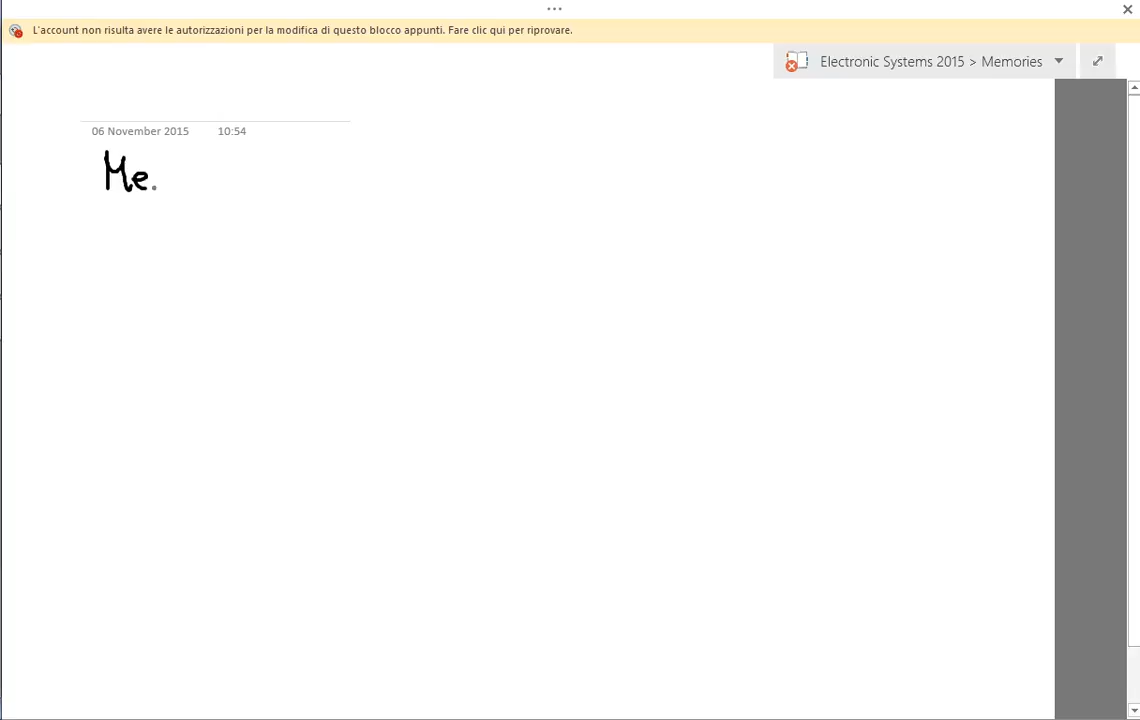 L'account non risulta avere le autorizzazioni per la modifica di questo blocco appunti. Fare clic qui per riprovare.
Electronic Systems 2015 > Memories
06 November 2015 10:54
Me.